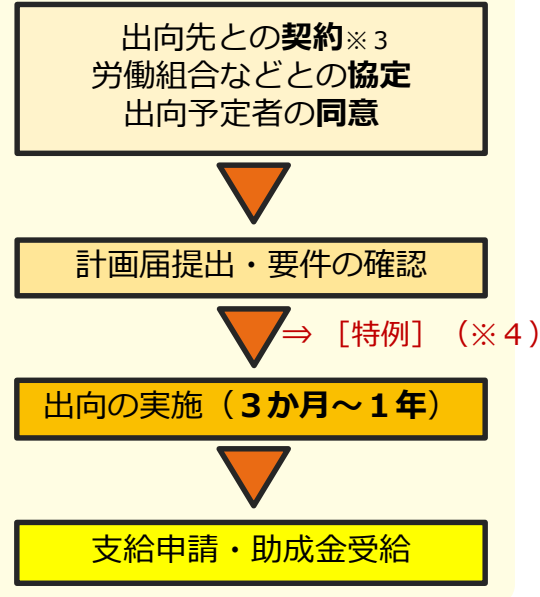 出向先との契約※３
労働組合などとの協定
出向予定者の同意
計画届提出・要件の確認
⇒ ［特例］（※４）
出向の実施（３か月～１年）
支給申請・助成金受給